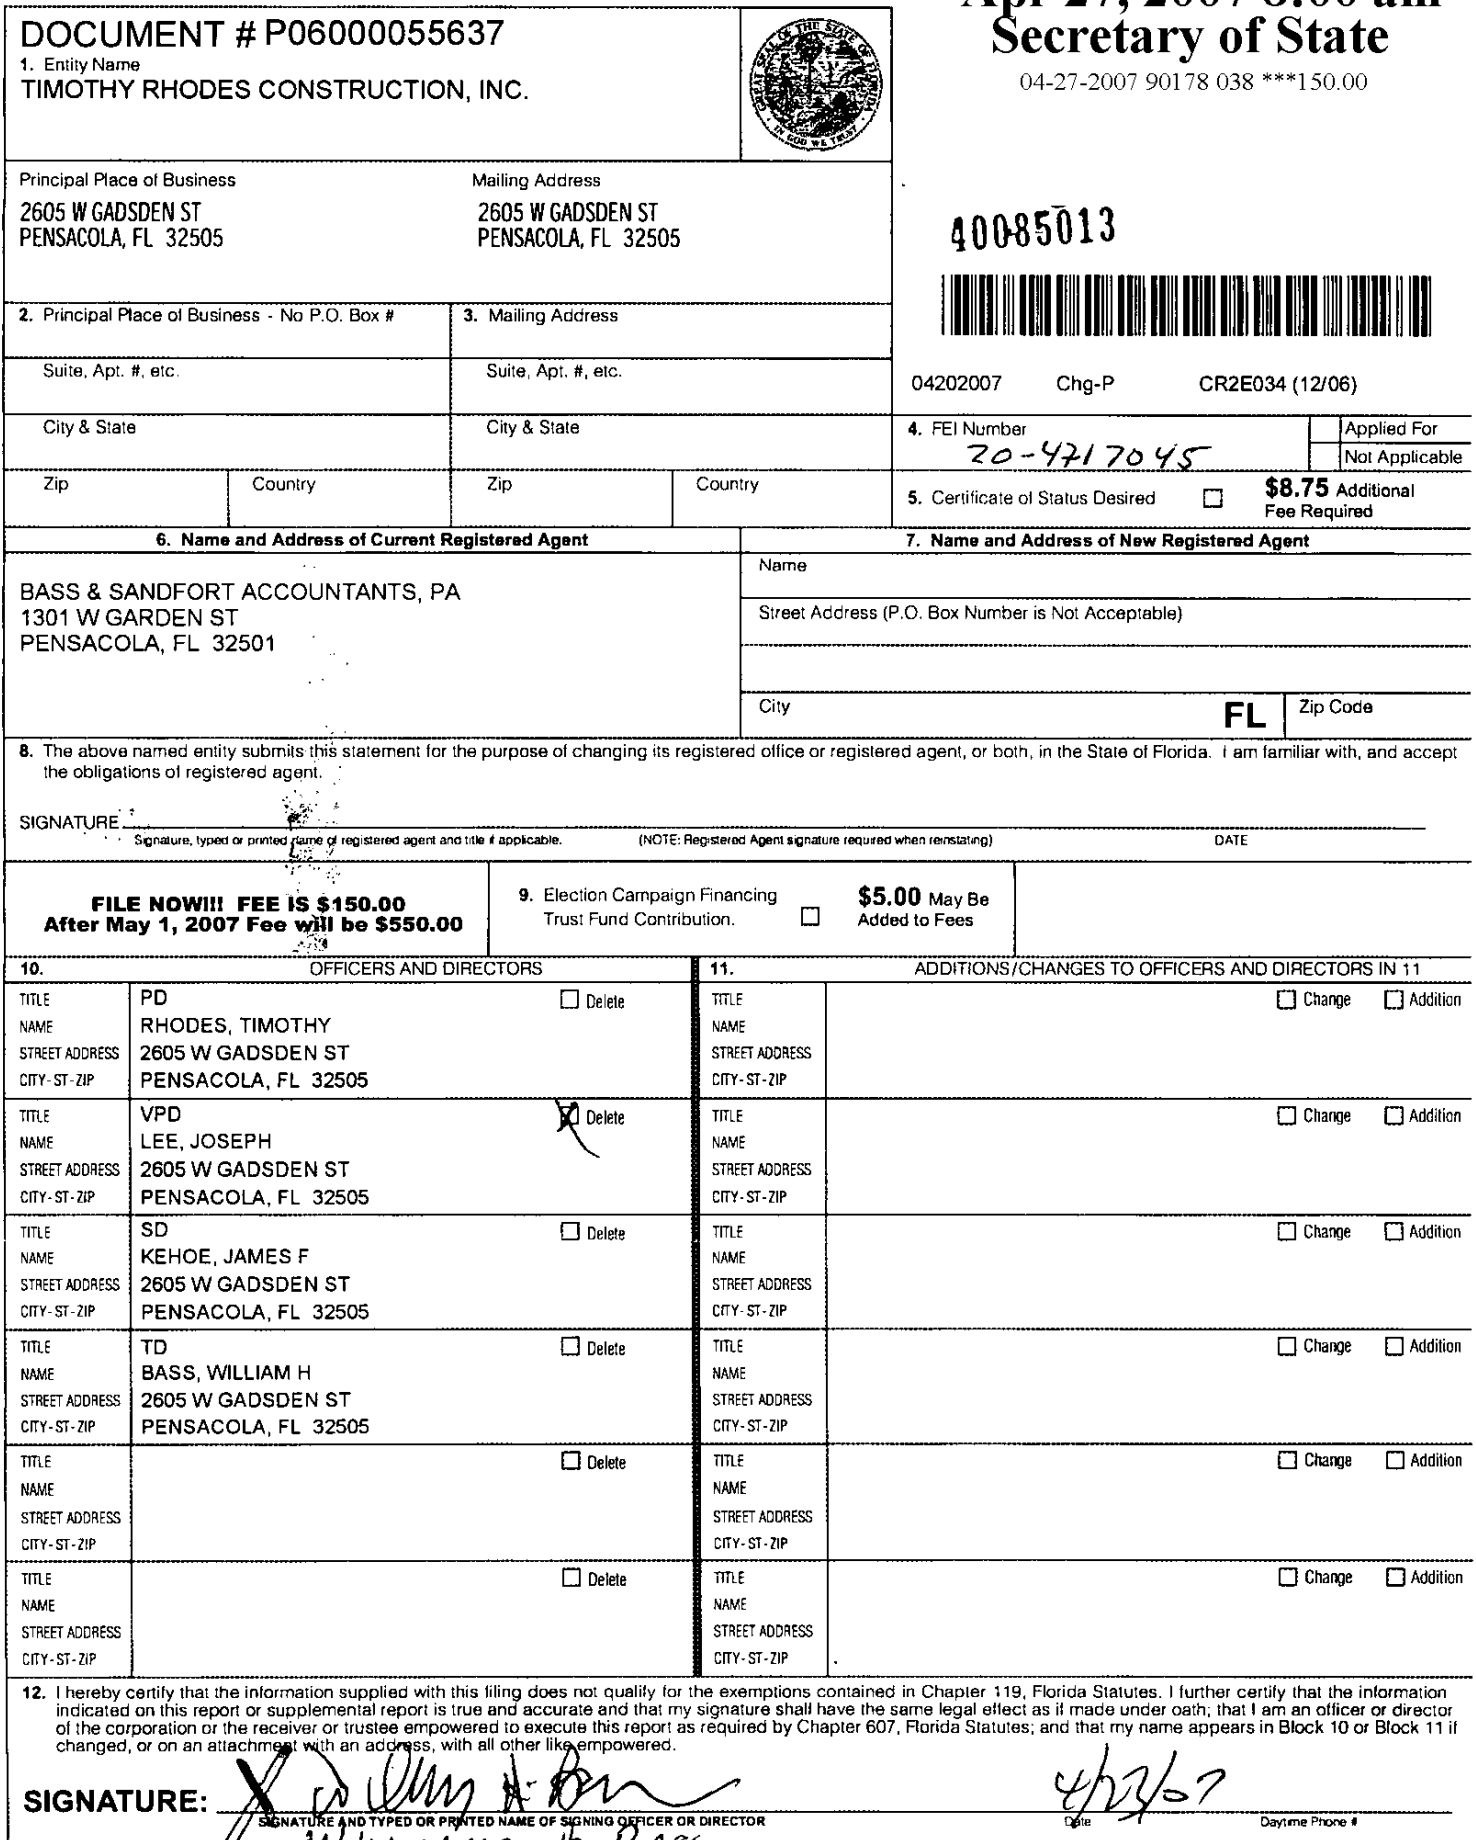 Apr 27, 2007 8:00 am
Secretary of State
04-27-2007 90178 038 ***150.00
DOCUMENT # P06000055637
1. Entity Name
TIMOTHY RHODES CONSTRUCTION, INC.
GREAT SEAL OF THE STATE OF FLORIDA
IN GOD WE TRUST
Principal Place of Business Mailing Address
2605 W GADSDEN ST 2605 W GADSDEN ST
PENSACOLA, FL 32505 PENSACOLA, FL 32505
40085013
2. Principal Place of Business - No P.O. Box # 3. Mailing Address
Suite, Apt. #, etc. Suite, Apt. #, etc.
04202007 Chg-P CR2E034 (12/06)
City & State City & State
4. FEI Number Applied For
20-4717045 Not Applicable
Zip Country Zip Country
5. Certificate of Status Desired $8.75 Additional
Fee Required
6. Name and Address of Current Registered Agent 7. Name and Address of New Registered Agent
Name
BASS & SANDFORT ACCOUNTANTS, PA
1301 W GARDEN ST
PENSACOLA, FL 32501
Street Address (P.O. Box Number is Not Acceptable)
City FL Zip Code
8. The above named entity submits this statement for the purpose of changing its registered office or registered agent, or both, in the State of Florida. I am familiar with, and accept
the obligations of registered agent.
SIGNATURE
Signature, typed or printed name of registered agent and title if applicable. (NOTE: Registered Agent signature required when reinstating) DATE
FILE NOW!!! FEE IS $150.00
After May 1, 2007 Fee will be $550.00
9. Election Campaign Financing $5.00 May Be
Trust Fund Contribution. Added to Fees
10. OFFICERS AND DIRECTORS 11. ADDITIONS/CHANGES TO OFFICERS AND DIRECTORS IN 11
TITLE PD Delete TITLE Change Addition
NAME RHODES, TIMOTHY NAME
STREET ADDRESS 2605 W GADSDEN ST STREET ADDRESS
CITY-ST-ZIP PENSACOLA, FL 32505 CITY-ST-ZIP
TITLE VPD X Delete TITLE Change Addition
NAME LEE, JOSEPH NAME
STREET ADDRESS 2605 W GADSDEN ST STREET ADDRESS
CITY-ST-ZIP PENSACOLA, FL 32505 CITY-ST-ZIP
TITLE SD Delete TITLE Change Addition
NAME KEHOE, JAMES F NAME
STREET ADDRESS 2605 W GADSDEN ST STREET ADDRESS
CITY-ST-ZIP PENSACOLA, FL 32505 CITY-ST-ZIP
TITLE TD Delete TITLE Change Addition
NAME BASS, WILLIAM H NAME
STREET ADDRESS 2605 W GADSDEN ST STREET ADDRESS
CITY-ST-ZIP PENSACOLA, FL 32505 CITY-ST-ZIP
TITLE Delete TITLE Change Addition
NAME NAME
STREET ADDRESS STREET ADDRESS
CITY-ST-ZIP CITY-ST-ZIP
TITLE Delete TITLE Change Addition
NAME NAME
STREET ADDRESS STREET ADDRESS
CITY-ST-ZIP CITY-ST-ZIP
12. I hereby certify that the information supplied with this filing does not qualify for the exemptions contained in Chapter 119, Florida Statutes. I further certify that the information
indicated on this report or supplemental report is true and accurate and that my signature shall have the same legal effect as if made under oath; that I am an officer or director
of the corporation or the receiver or trustee empowered to execute this report as required by Chapter 607, Florida Statutes; and that my name appears in Block 10 or Block 11 if
changed, or on an attachment with an address, with all other like empowered.
SIGNATURE: X 4/23/07
SIGNATURE AND TYPED OR PRINTED NAME OF SIGNING OFFICER OR DIRECTOR Date Daytime Phone #